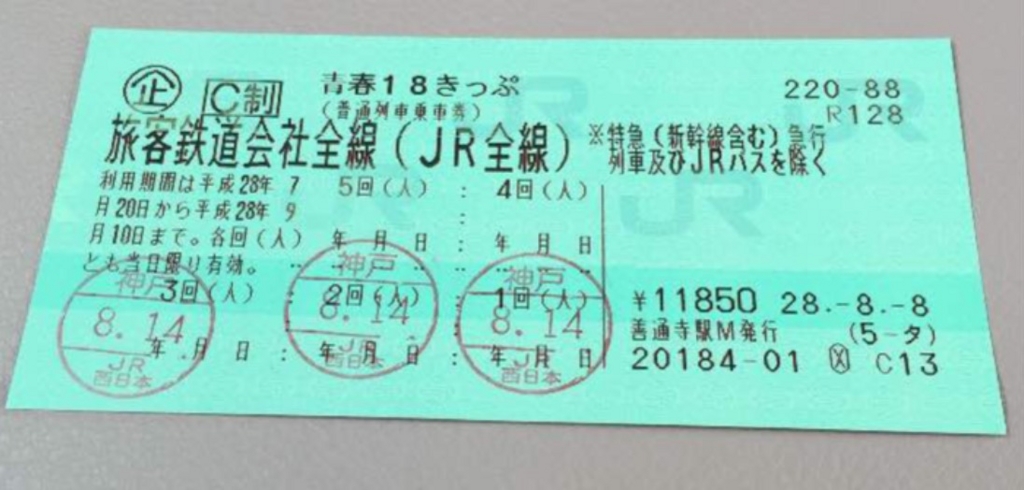 企 C制 青春18きっぷ 220-88
(普通列車乗車券) R128
旅客鉄道会社全線(JR全線) ※特急(新幹線含む)急行
列車及びJRバスを除く
利用期間は平成28年 7
月20日から平成28年 9
月10日まで。各回(人)
とも当日限り有効。
5回(人) : 4回(人)
年 月 日 : 年 月 日
3回(人) : 2回(人) : 1回(人)
年 月 日 : 年 月 日 : 年 月 日
神戸
8.14
JR
西日本
神戸
8.14
JR
西日本
神戸
8.14
JR
西日本
¥11850 28.-8.-8
善通寺駅M発行 (5-タ)
20184-01 C13
JR
JR
JR
JR